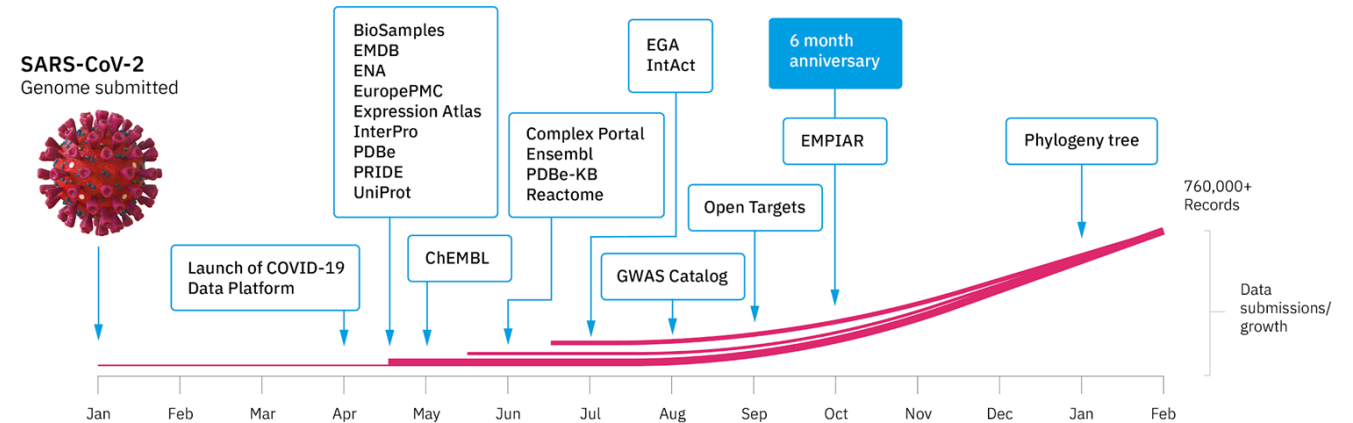 SARS-CoV-2
Genome submitted
Launch of COVID-19
Data Platform
BioSamples
EMDB
ENA
EuropePMC
Expression Atlas
InterPro
PDBe
PRIDE
UniProt
ChEMBL
Complex Portal
Ensembl
PDBe-KB
Reactome
EGA
IntAct
GWAS Catalog
Open Targets
6 month
anniversary
EMPIAR
Phylogeny tree
760,000+
Records
Data
submissions/
growth
Jan Feb Mar Apr May Jun Jul Aug Sep Oct Nov Dec Jan Feb